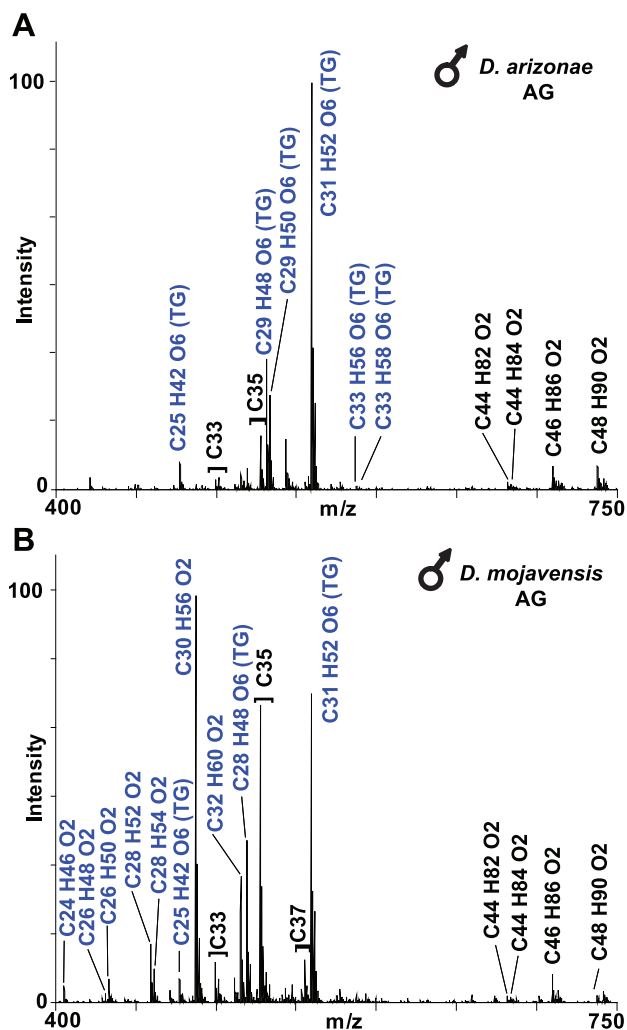 A
100
D. arizonae
AG
C31 H52 O6 (TG)
C29 H50 O6 (TG)
C29 H48 O6 (TG)
Intensity
C25 H42 O6 (TG)
] C33
] C35
C33 H56 O6 (TG)
C33 H58 O6 (TG)
C44 H82 O2
C44 H84 O2
C46 H86 O2
C48 H90 O2
0
400
m/z
750
B
100
D. mojavensis
AG
C30 H56 O2
C31 H52 O6 (TG)
] C35
C28 H48 O6 (TG)
C32 H60 O2
Intensity
C24 H46 O2
C26 H48 O2
C26 H50 O2
C28 H52 O2
C28 H54 O2
C25 H42 O6 (TG)
]C33
]C37
C44 H82 O2
C44 H84 O2
C46 H86 O2
C48 H90 O2
0
400
m/z
750